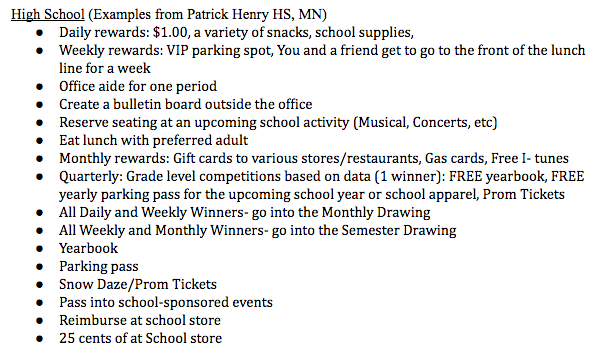 High School (Examples from Patrick Henry HS, MN)
● Daily rewards: $1.00, a variety of snacks, school supplies,
● Weekly rewards: VIP parking spot, You and a friend get to go to the front of the lunch
line for a week
● Office aide for one period
● Create a bulletin board outside the office
● Reserve seating at an upcoming school activity (Musical, Concerts, etc)
● Eat lunch with preferred adult
● Monthly rewards: Gift cards to various stores/restaurants, Gas cards, Free I- tunes
● Quarterly: Grade level competitions based on data (1 winner): FREE yearbook, FREE
yearly parking pass for the upcoming school year or school apparel, Prom Tickets
● All Daily and Weekly Winners- go into the Monthly Drawing
● All Weekly and Monthly Winners- go into the Semester Drawing
● Yearbook
● Parking pass
● Snow Daze/Prom Tickets
● Pass into school-sponsored events
● Reimburse at school store
● 25 cents of at School store